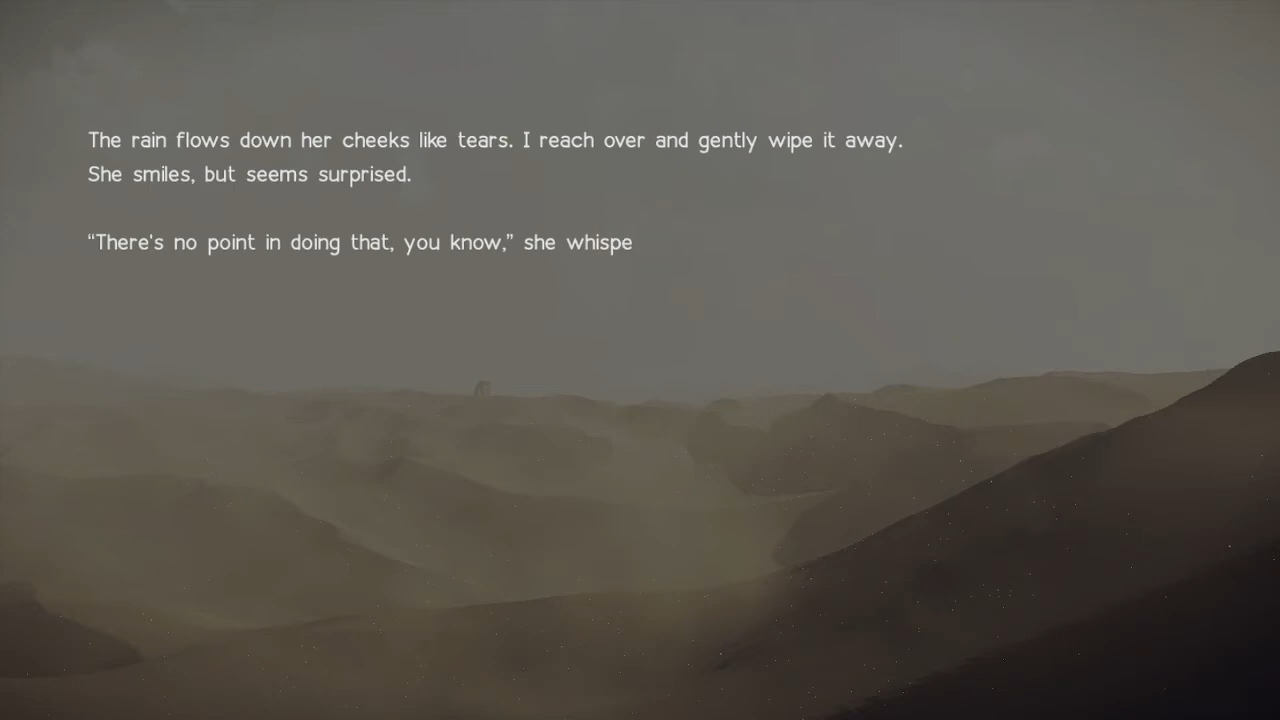 The rain flows down her cheeks like tears. I reach over and gently wipe it away.
She smiles, but seems surprised.
“There's no point in doing that, you know,” she whispe